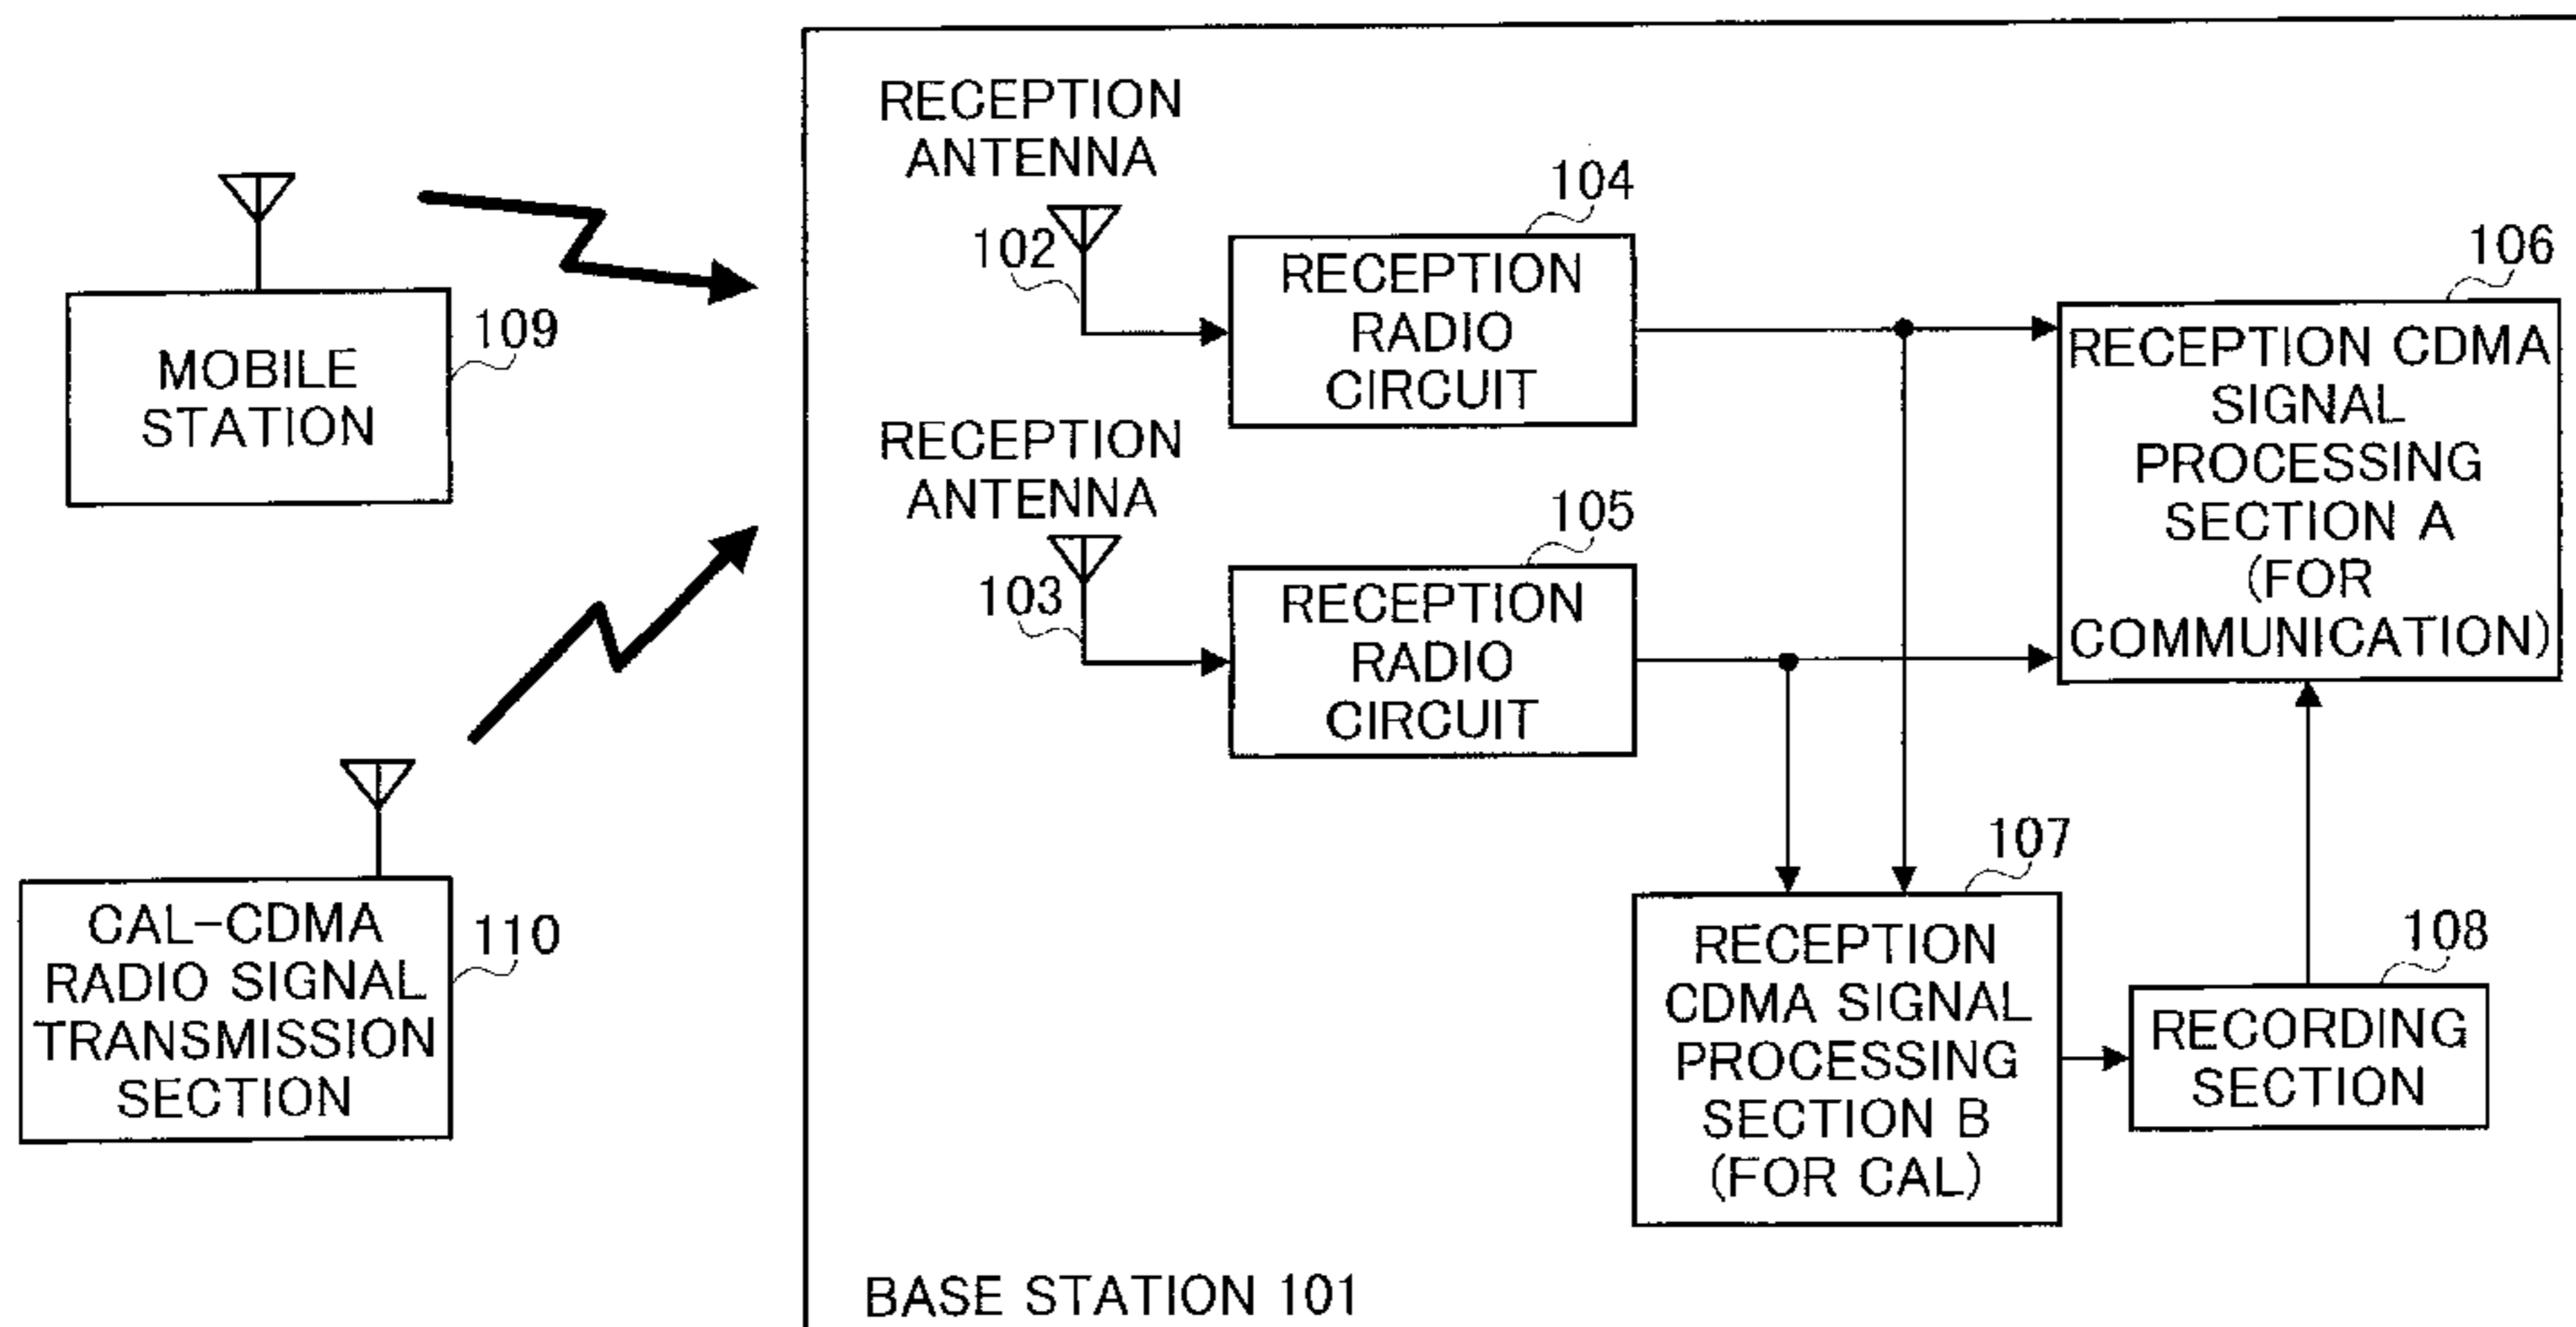 MOBILE
STATION
109
CAL-CDMA
RADIO SIGNAL
TRANSMISSION
SECTION
110
RECEPTION
ANTENNA
102
104
RECEPTION
RADIO
CIRCUIT
RECEPTION
ANTENNA
103
105
RECEPTION
RADIO
CIRCUIT
106
RECEPTION CDMA
SIGNAL
PROCESSING
SECTION A
(FOR
COMMUNICATION)
107
RECEPTION
CDMA SIGNAL
PROCESSING
SECTION B
(FOR CAL)
108
RECORDING
SECTION
BASE STATION 101